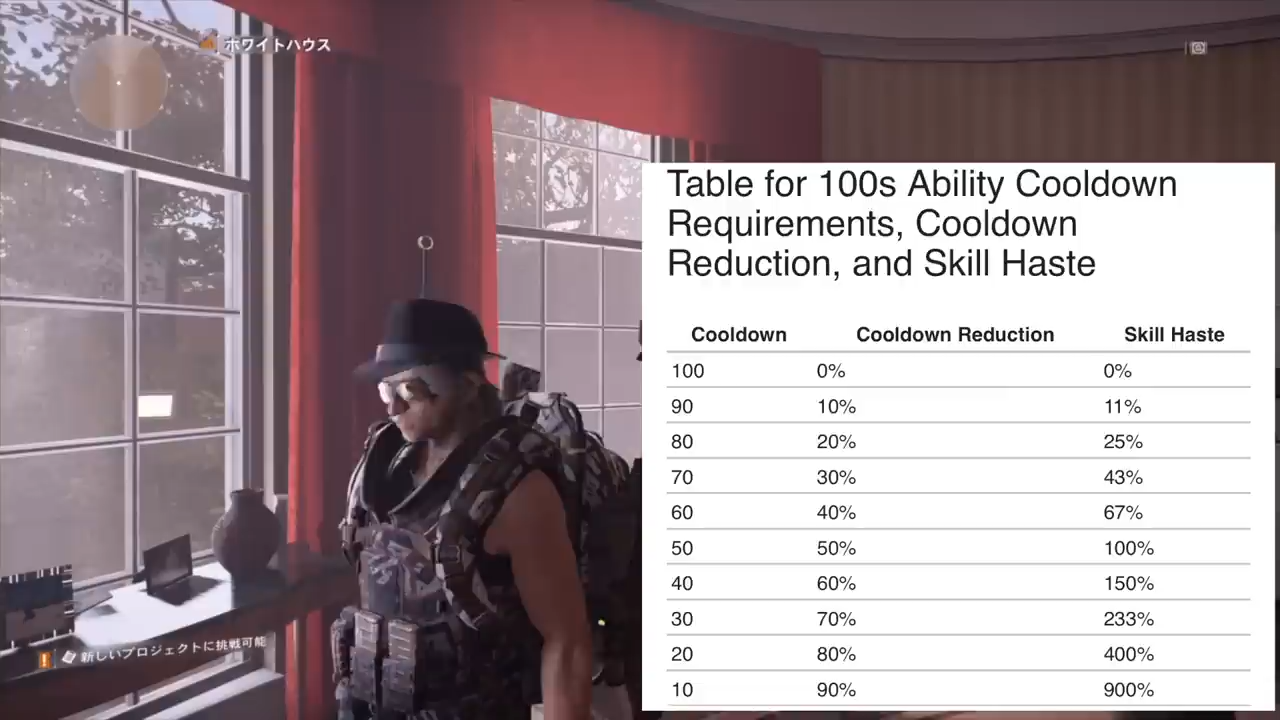 ホワイトハウス
Table for 100s Ability Cooldown
Requirements, Cooldown
Reduction, and Skill Haste
Cooldown Cooldown Reduction Skill Haste
100 0% 0%
90 10% 11%
80 20% 25%
70 30% 43%
60 40% 67%
50 50% 100%
40 60% 150%
30 70% 233%
20 80% 400%
10 90% 900%
新しいプロジェクトに挑戦可能